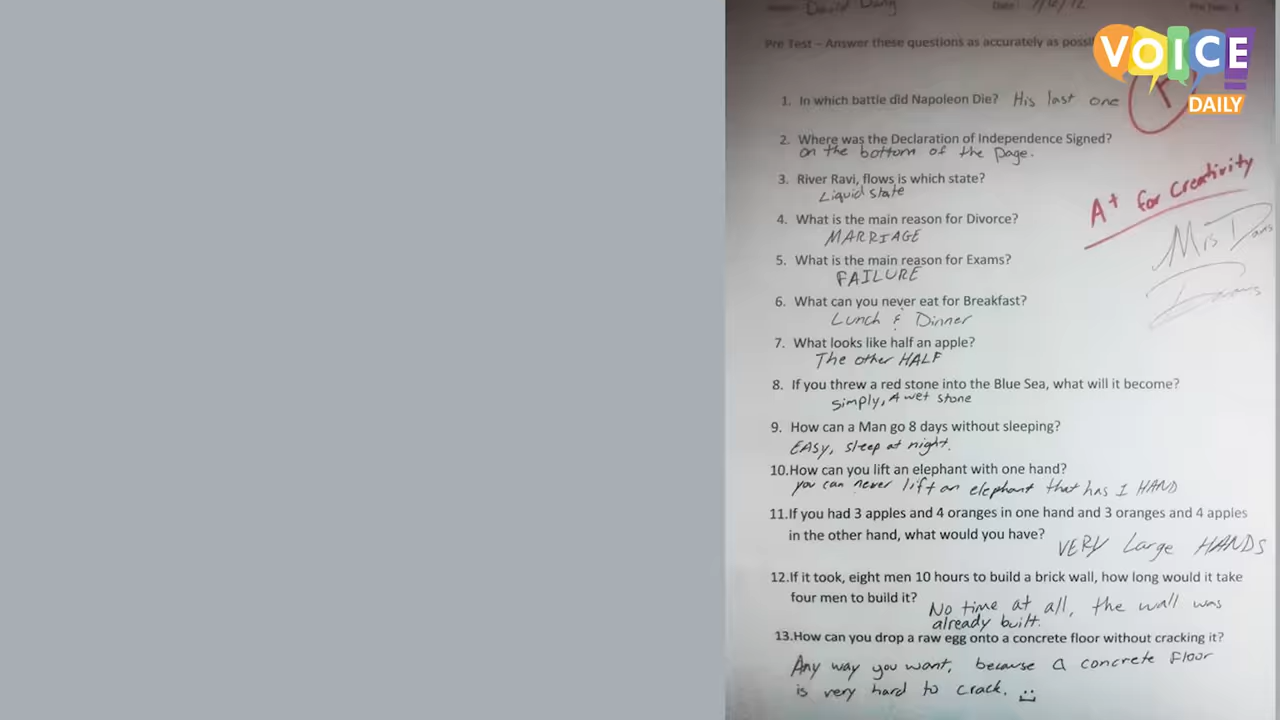 David Dang
Date: 7/6/12
VOICE
DAILY
Pre Test – Answer these questions as accurately as
1. In which battle did Napoleon Die? His last one
2. Where was the Declaration of Independence Signed?
on the bottom of the page.
3. River Ravi, flows is which state?
Liquid state
A+ for Creativity
4. What is the main reason for Divorce?
MARRIAGE
Mrs
5. What is the main reason for Exams?
FAILURE
6. What can you never eat for Breakfast?
Lunch & Dinner
7. What looks like half an apple?
The other HALF
8. If you threw a red stone into the Blue Sea, what will it become?
Simply, A wet stone
9. How can a Man go 8 days without sleeping?
EASY, sleep at night.
10.How can you lift an elephant with one hand?
you can never lift an elephant that has 1 HAND
11.If you had 3 apples and 4 oranges in one hand and 3 oranges and 4 apples
in the other hand, what would you have? VERY Large HANDS
12.If it took, eight men 10 hours to build a brick wall, how long would it take
four men to build it? No time at all, the wall was
already built.
13.How can you drop a raw egg onto a concrete floor without cracking it?
Any way you want, because a concrete floor
is very hard to crack.